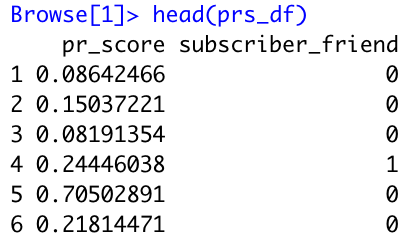 Browse[1]> head(prs_df)
pr_score subscriber_friend
1 0.08642466 0
2 0.15037221 0
3 0.08191354 0
4 0.24446038 1
5 0.70502891 0
6 0.21814471 0